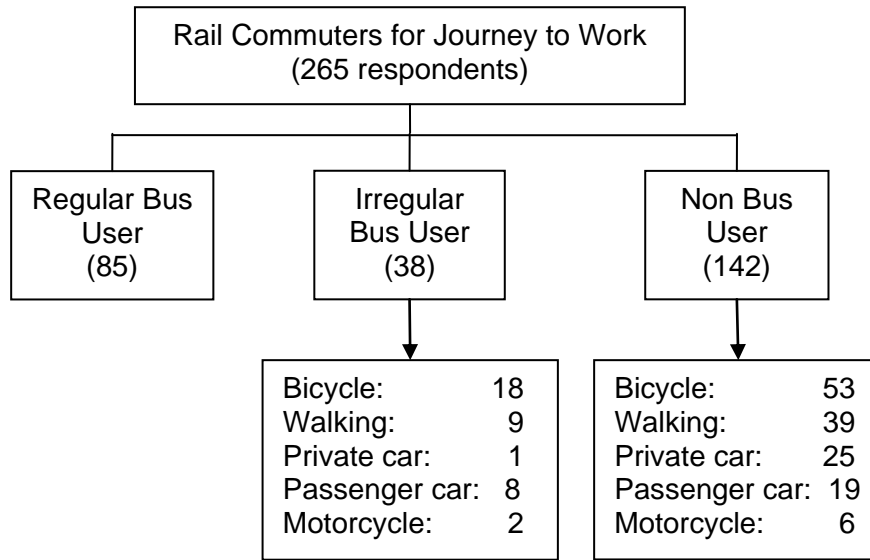 Rail Commuters for Journey to Work
(265 respondents)
Regular Bus
User
(85)
Irregular
Bus User
(38)
Non Bus
User
(142)
Bicycle: 18
Walking: 9
Private car: 1
Passenger car: 8
Motorcycle: 2
Bicycle: 53
Walking: 39
Private car: 25
Passenger car: 19
Motorcycle: 6